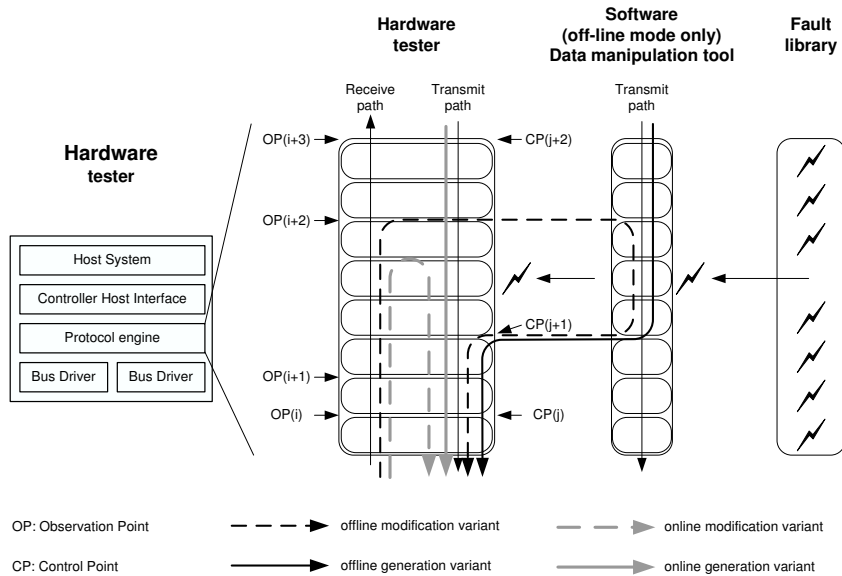 Hardware
tester
Software
(off-line mode only)
Data manipulation tool
Fault
library
Receive
path
Transmit
path
Transmit
path
OP(i+3)
CP(j+2)
Hardware
tester
OP(i+2)
Host System
Controller Host Interface
Protocol engine
Bus Driver
Bus Driver
CP(j+1)
OP(i+1)
OP(i)
CP(j)
OP: Observation Point
offline modification variant
online modification variant
CP: Control Point
offline generation variant
online generation variant